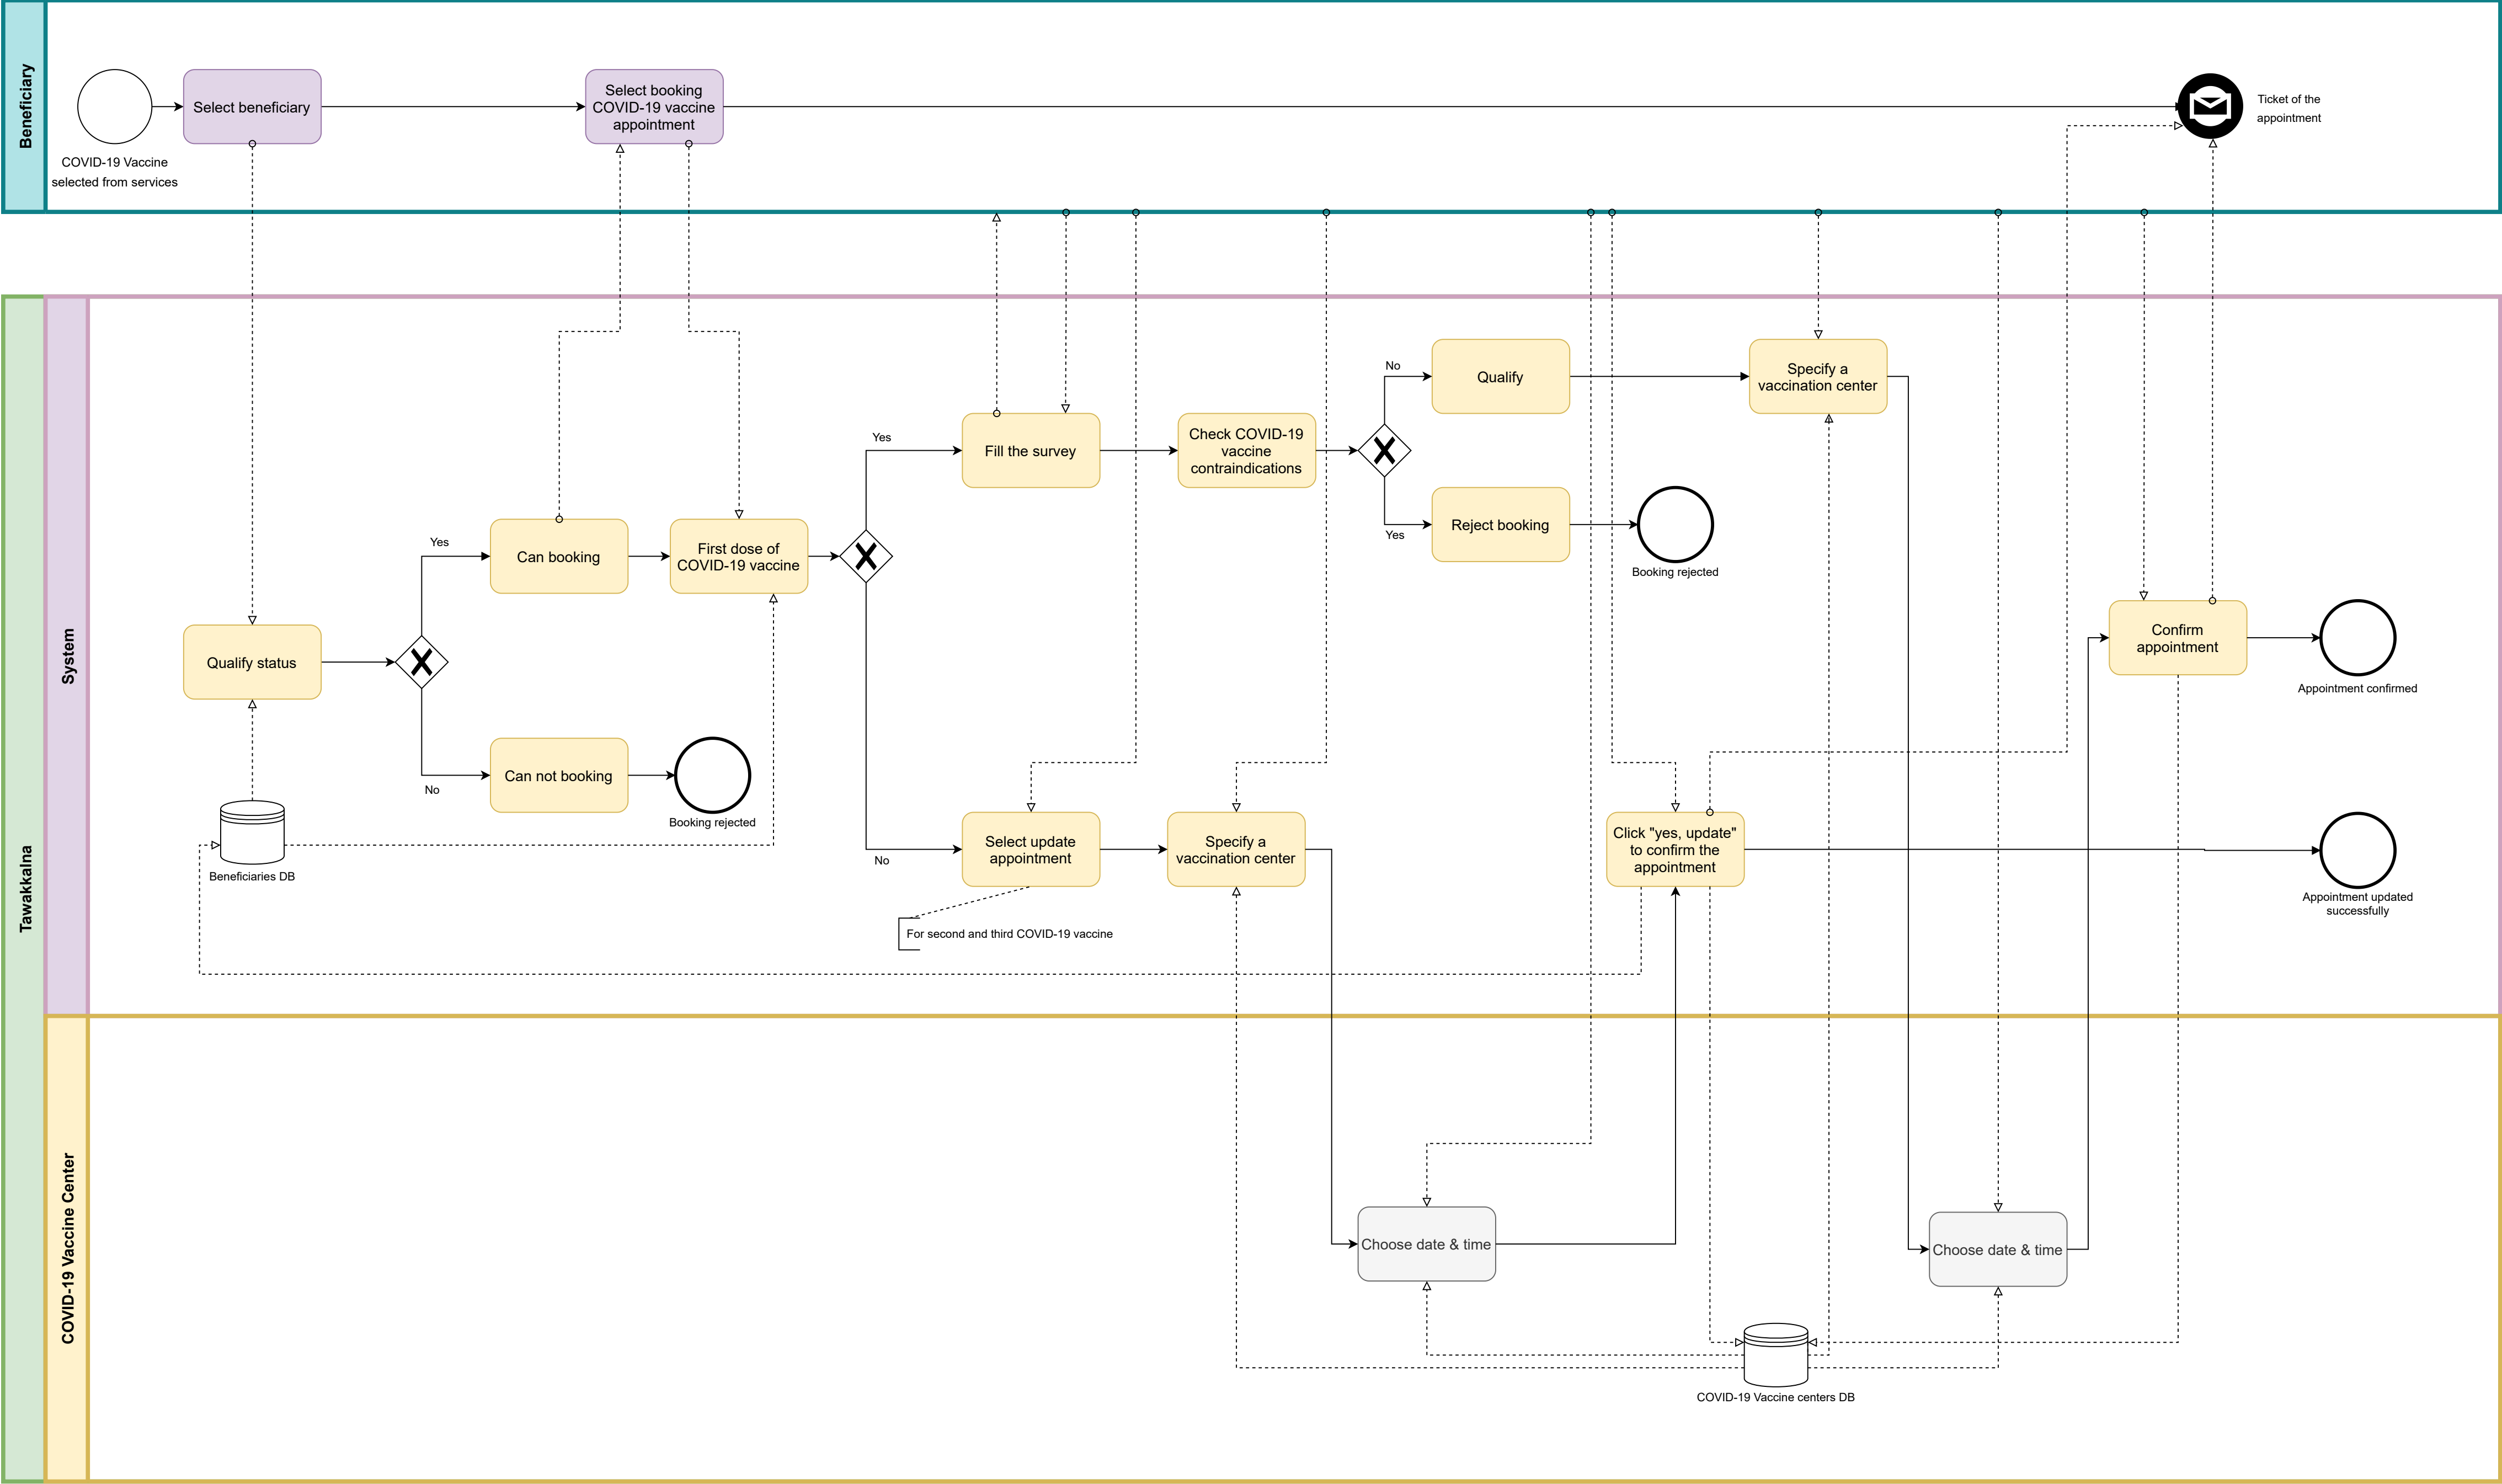 Beneficiary
COVID-19 Vaccine
selected from services
Select beneficiary
Select booking
COVID-19 vaccine
appointment
Ticket of the
appointment
Tawakkalna
System
Qualify status
Yes
No
Can booking
Can not booking
Booking rejected
Beneficiaries DB
First dose of
COVID-19 vaccine
Yes
No
Fill the survey
Check COVID-19
vaccine
contraindications
No
Yes
Qualify
Reject booking
Booking rejected
Specify a
vaccination center
Select update
appointment
For second and third COVID-19 vaccine
Specify a
vaccination center
Click "yes, update"
to confirm the
appointment
Confirm
appointment
Appointment confirmed
Appointment updated
successfully
COVID-19 Vaccine Center
Choose date & time
Choose date & time
COVID-19 Vaccine centers DB